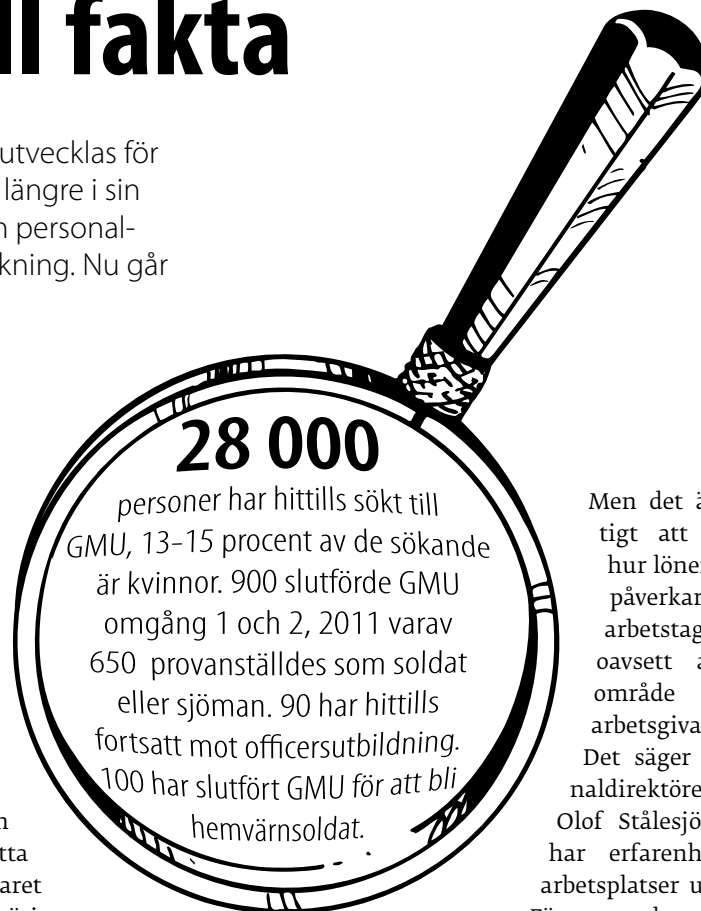 ll fakta
utvecklas för
längre i sin
personal-
kning. Nu går
28 000
personer har hittills sökt till
GMU, 13–15 procent av de sökande
är kvinnor. 900 slutförde GMU
omgång 1 och 2, 2011 varav
650 provanställdes som soldat
eller sjöman. 90 har hittills
fortsatt mot officersutbildning.
100 har slutfört GMU för att bli
hemvärnsoldat.
Men det ä
tigt att
hur löner
påverkar
arbetstag
oavsett a
område
arbetsgiva
Det säger
naldirektöre
Olof Stålesjö
har erfarenh
arbetsplatser u
n
tta
aret